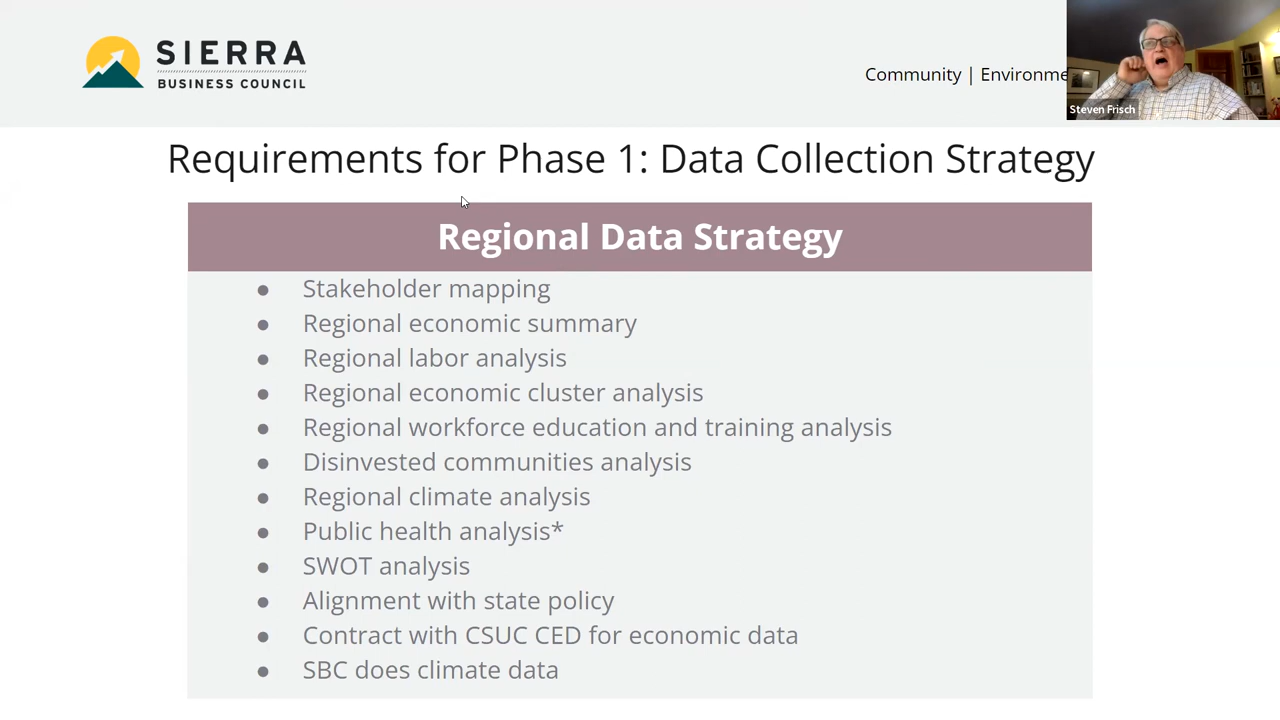 SIERRA
BUSINESS COUNCIL
Community | Environme
Steven Frisch
Requirements for Phase 1: Data Collection Strategy
Regional Data Strategy
● Stakeholder mapping
● Regional economic summary
● Regional labor analysis
● Regional economic cluster analysis
● Regional workforce education and training analysis
● Disinvested communities analysis
● Regional climate analysis
● Public health analysis*
● SWOT analysis
● Alignment with state policy
● Contract with CSUC CED for economic data
● SBC does climate data